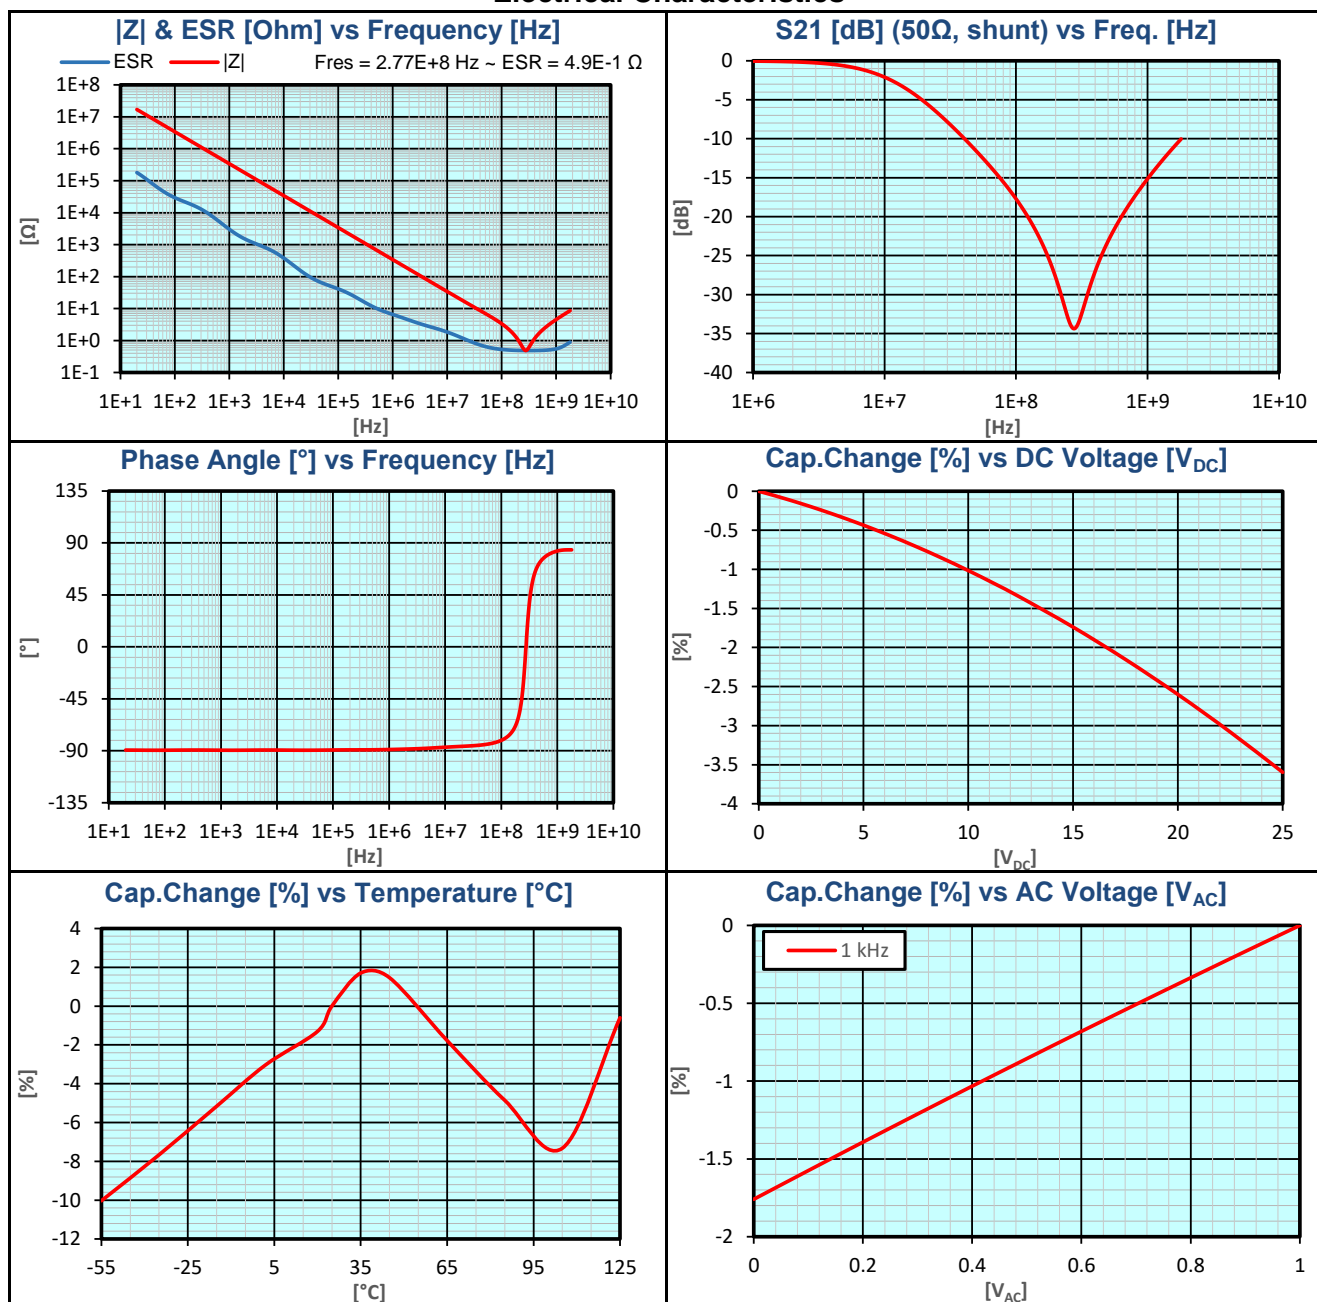 |Z| & ESR [Ohm] vs Frequency [Hz]
ESR |Z| Fres = 2.77E+8 Hz ~ ESR = 4.9E-1 Ω
1E+8
1E+7
1E+6
1E+5
1E+4
1E+3
1E+2
1E+1
1E+0
1E-1
[Ω]
1E+1 1E+2 1E+3 1E+4 1E+5 1E+6 1E+7 1E+8 1E+9 1E+10
[Hz]
S21 [dB] (50Ω, shunt) vs Freq. [Hz]
0
-5
-10
-15
-20
-25
-30
-35
-40
[dB]
1E+6 1E+7 1E+8 1E+9 1E+10
[Hz]
Phase Angle [°] vs Frequency [Hz]
135
90
45
0
-45
-90
-135
[°]
1E+1 1E+2 1E+3 1E+4 1E+5 1E+6 1E+7 1E+8 1E+9 1E+10
[Hz]
Cap.Change [%] vs DC Voltage [VDC]
0
-0.5
-1
-1.5
-2
-2.5
-3
-3.5
-4
[%]
0 5 10 15 20 25
[VDC]
Cap.Change [%] vs Temperature [°C]
4
2
0
-2
-4
-6
-8
-10
-12
[%]
-55 -25 5 35 65 95 125
[°C]
Cap.Change [%] vs AC Voltage [VAC]
1 kHz
0
-0.5
-1
-1.5
-2
[%]
0 0.2 0.4 0.6 0.8 1
[VAC]